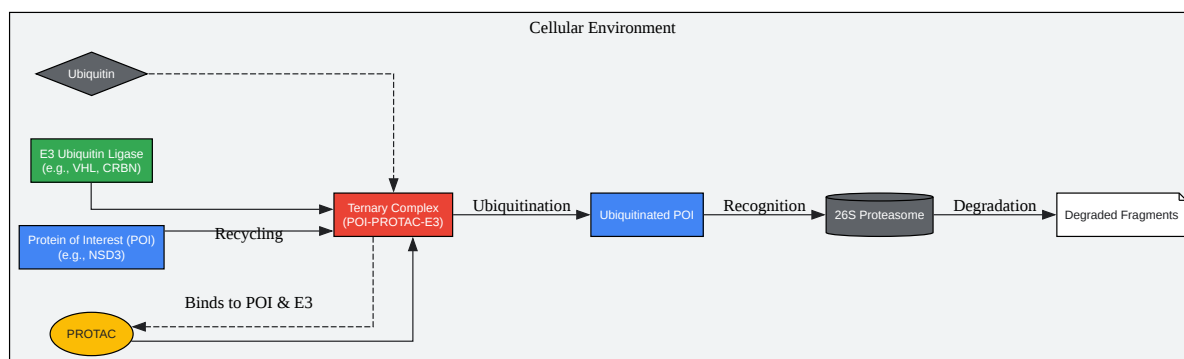 Cellular Environment
Ubiquitin
E3 Ubiquitin Ligase
(e.g., VHL, CRBN)
Ternary Complex
(POI-PROTAC-E3)
Ubiquitination
Ubiquitinated POI
Recognition
26S Proteasome
Degradation
Degraded Fragments
Protein of Interest (POI)
(e.g., NSD3)
Recycling
Binds to POI & E3
PROTAC